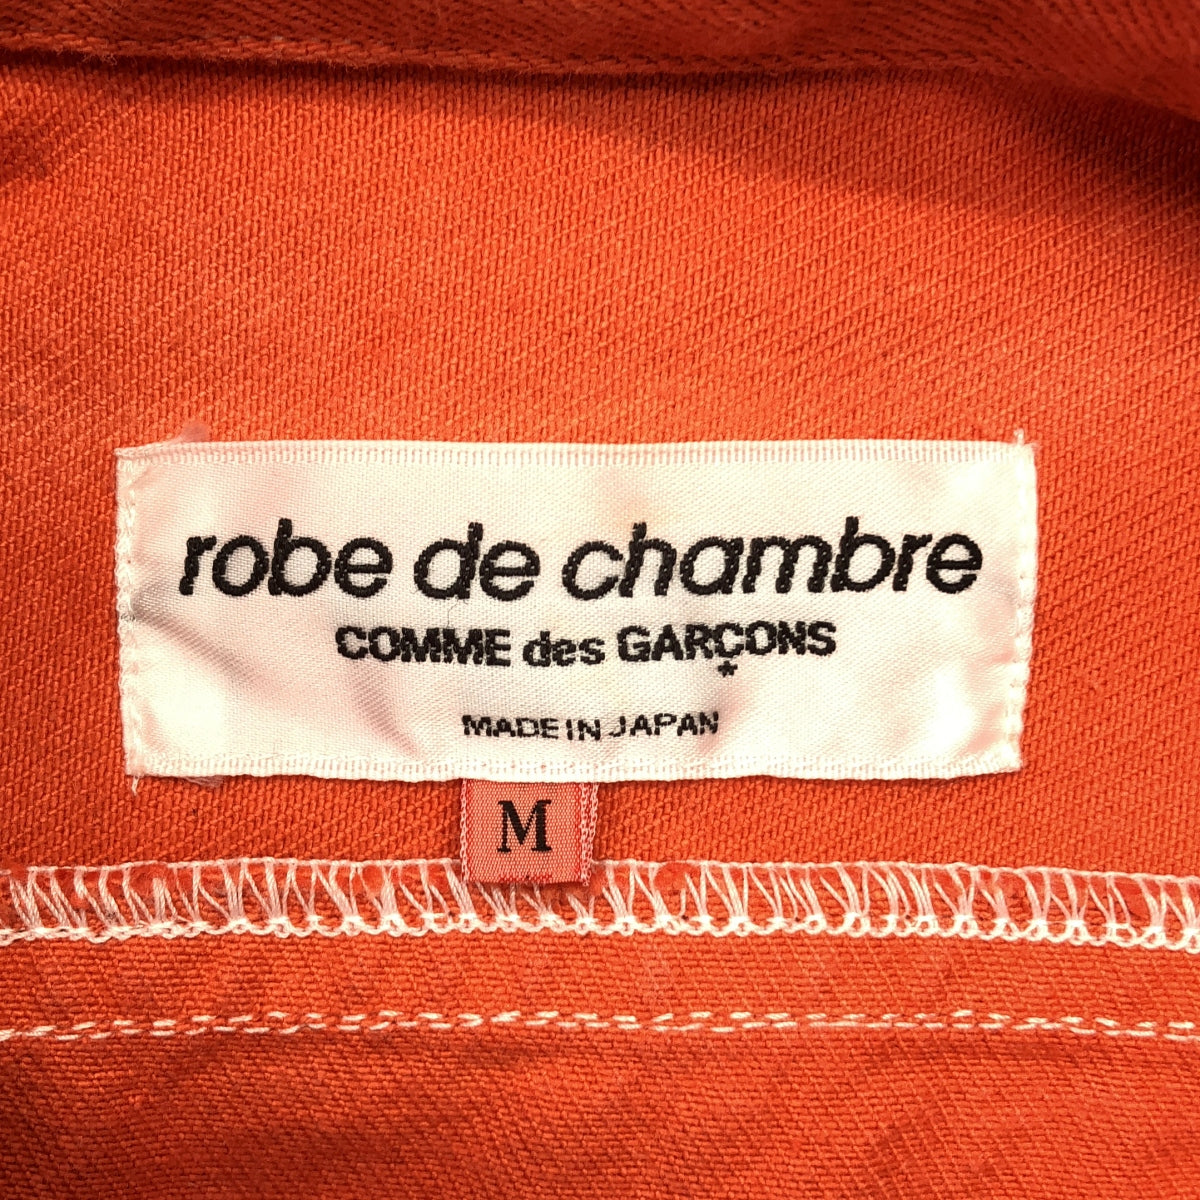 robe de chambre
COMME des GARÇONS
*
MADE IN JAPAN
M